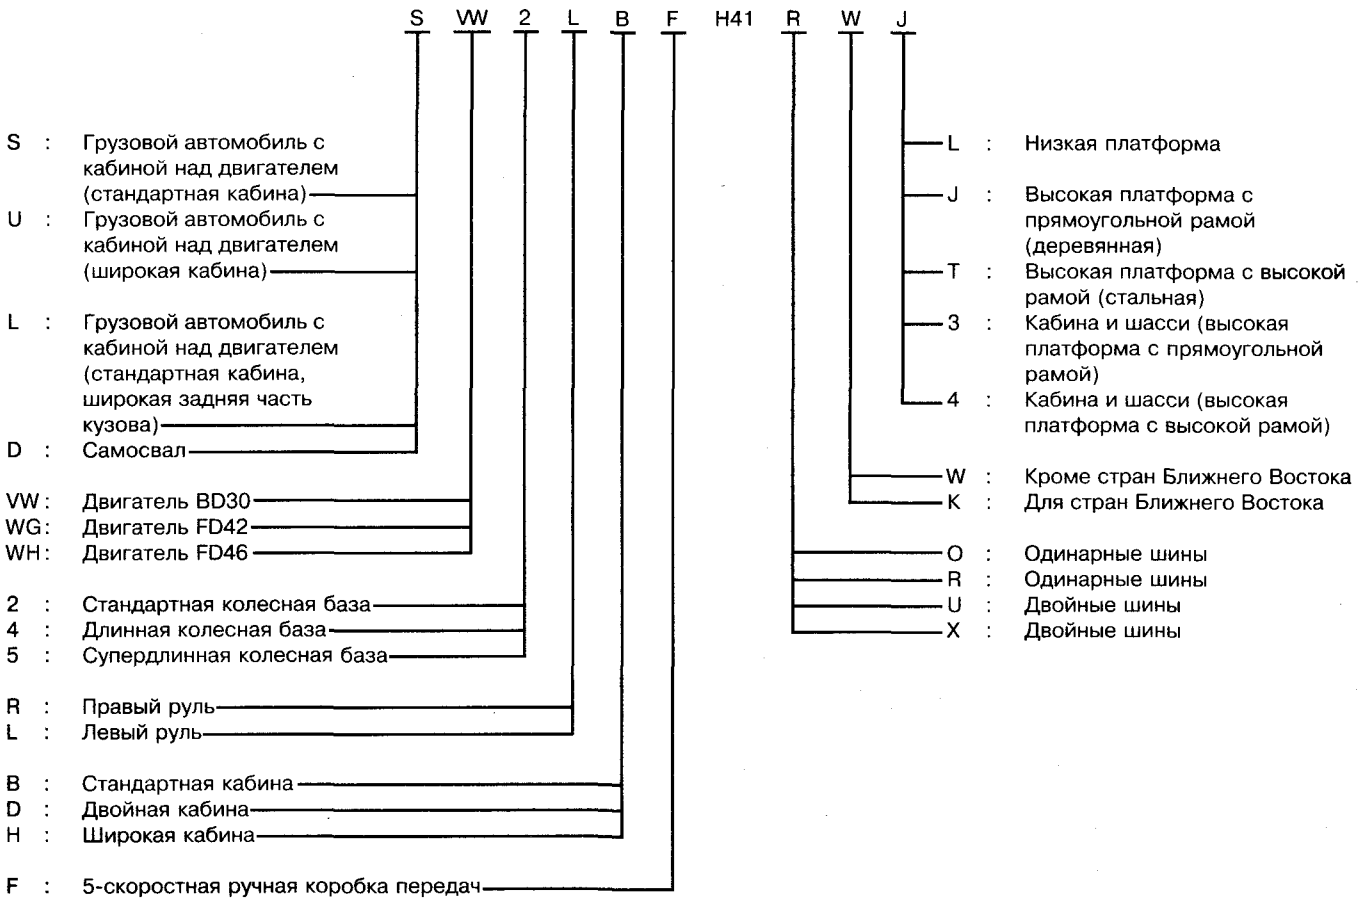 S VW 2 L B F H41 R W J
S : Грузовой автомобиль с
кабиной над двигателем
(стандартная кабина)
U : Грузовой автомобиль с
кабиной над двигателем
(широкая кабина)
L : Грузовой автомобиль с
кабиной над двигателем
(стандартная кабина,
широкая задняя часть
кузова)
D : Самосвал
VW : Двигатель BD30
WG : Двигатель FD42
WH : Двигатель FD46
2 : Стандартная колесная база
4 : Длинная колесная база
5 : Супердлинная колесная база
R : Правый руль
L : Левый руль
B : Стандартная кабина
D : Двойная кабина
H : Широкая кабина
F : 5-скоростная ручная коробка передач
L : Низкая платформа
J : Высокая платформа с
прямоугольной рамой
(деревянная)
T : Высокая платформа с высокой
рамой (стальная)
3 : Кабина и шасси (высокая
платформа с прямоугольной
рамой)
4 : Кабина и шасси (высокая
платформа с высокой рамой)
W : Кроме стран Ближнего Востока
K : Для стран Ближнего Востока
O : Одинарные шины
R : Одинарные шины
U : Двойные шины
X : Двойные шины